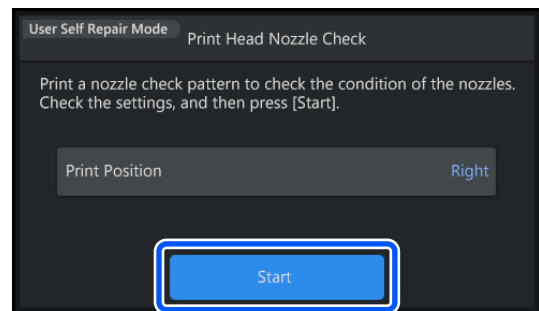 User Self Repair Mode
Print Head Nozzle Check
Print a nozzle check pattern to check the condition of the nozzles.
Check the settings, and then press [Start].
Print Position
Right
Start